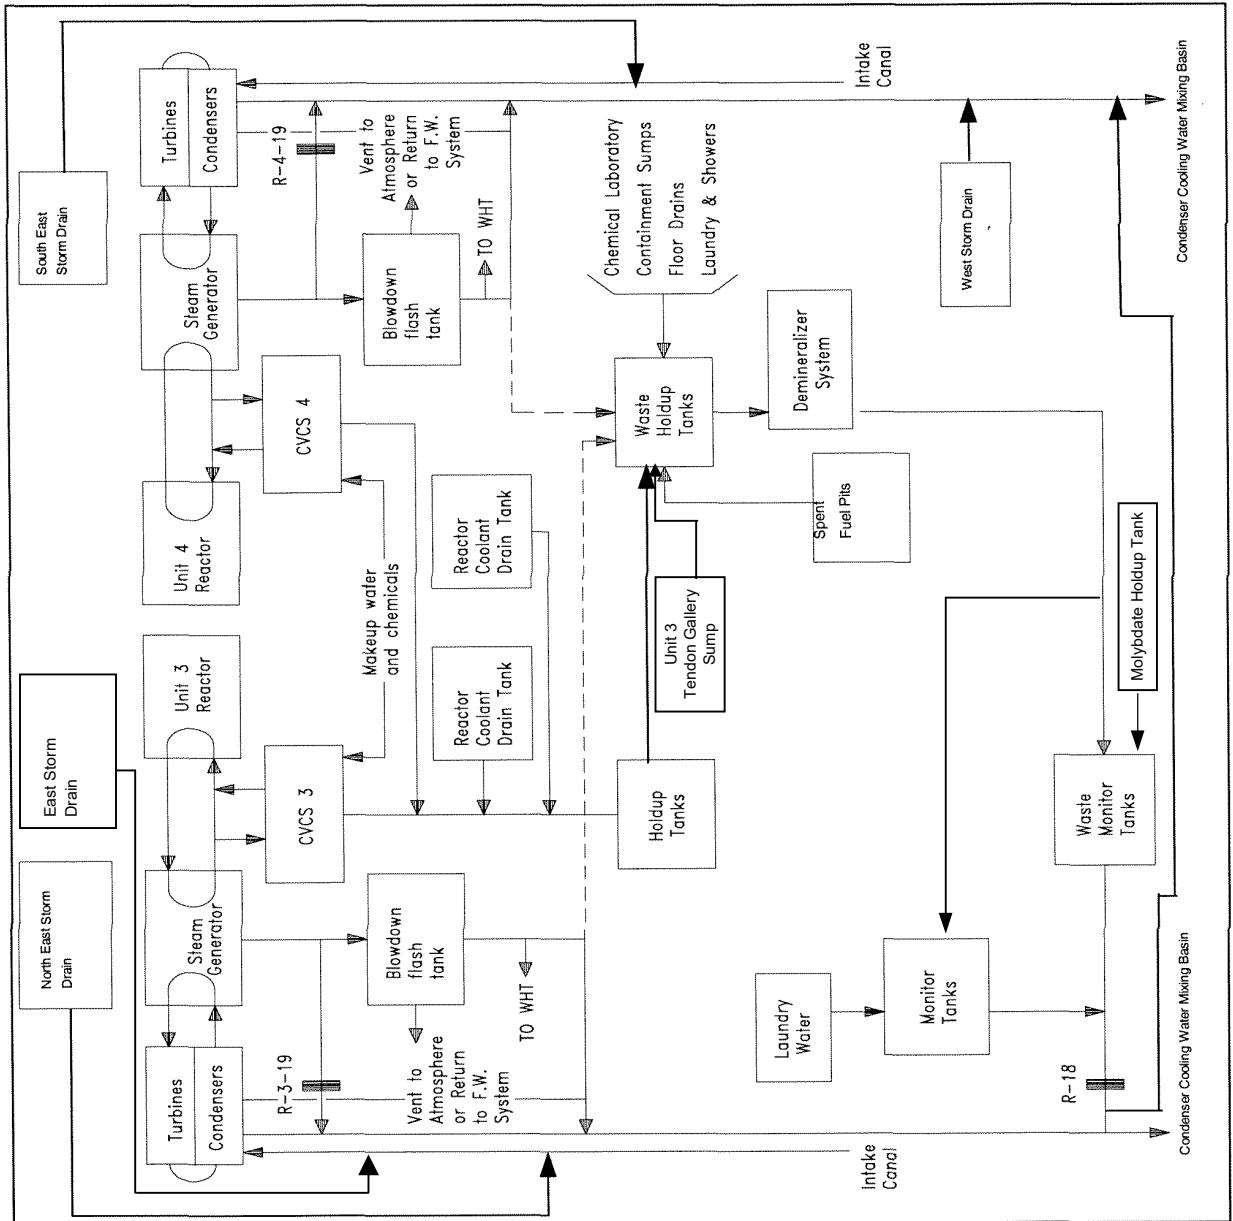 South East
Storm Drain
Turbines
Condensers
Steam
Generator
R-4-19
Vent to
Atmosphere
or Return
to F.W.
System
Blowdown
flash
tank
TO WHT
Intake
Canal
Chemical Laboratory
Containment Sumps
Floor Drains
Laundry & Showers
West Storm Drain
Condenser Cooling Water Mixing Basin
Unit 4
Reactor
CVCS 4
Waste
Holdup
Tanks
Demineralizer
System
Spent
Fuel Pits
Reactor
Coolant
Drain Tank
Makeup water
and chemicals
Unit 3
Tendon Gallery
Sump
Molybdate Holdup Tank
East Storm
Drain
Unit 3
Reactor
CVCS 3
Reactor
Coolant
Drain Tank
Holdup
Tanks
Waste
Monitor
Tanks
North East Storm
Drain
Steam
Generator
Blowdown
flash
tank
TO WHT
Laundry
Water
Monitor
Tanks
Turbines
Condensers
R-3-19
Vent to
Atmosphere
or Return
to F.W.
System
R-18
Intake
Canal
Condenser Cooling Water Mixing Basin